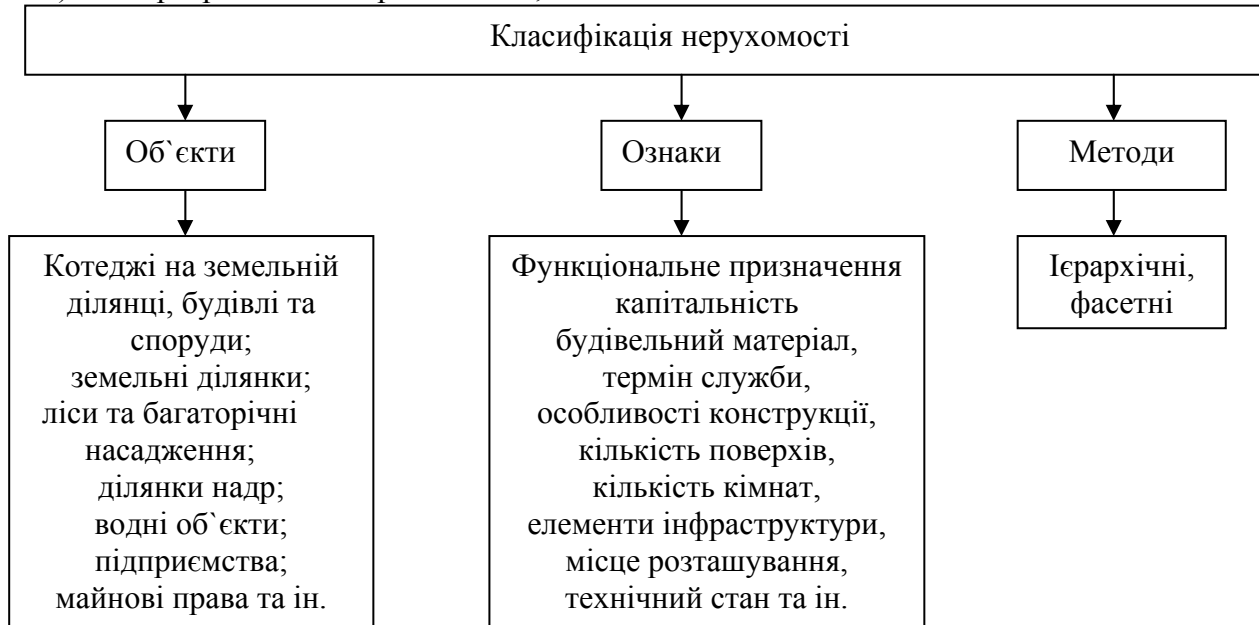 Класифікація нерухомості
Об`єкти
Ознаки
Методи
Котеджі на земельній
ділянці, будівлі та
споруди;
земельні ділянки;
ліси та багаторічні
насадження;
ділянки надр;
водні об`єкти;
підприємства;
майнові права та ін.
Функціональне призначення
капітальність
будівельний матеріал,
термін служби,
особливості конструкції,
кількість поверхів,
кількість кімнат,
елементи інфраструктури,
місце розташування,
технічний стан та ін.
Ієрархічні,
фасетні